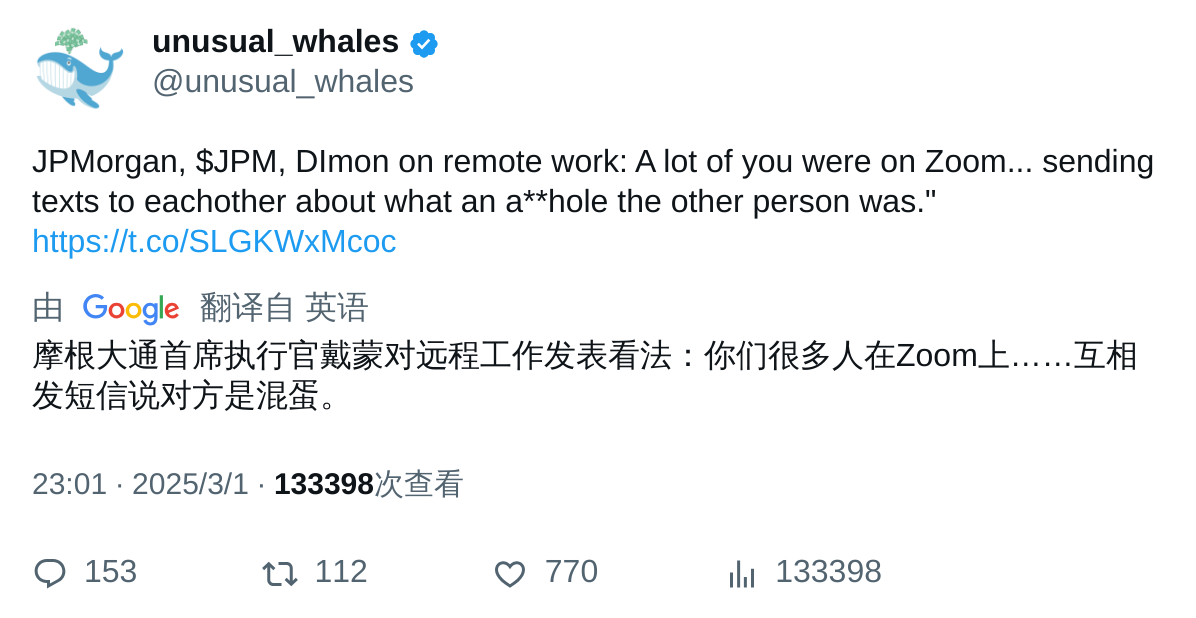 unusual_whales
@unusual_whales
JPMorgan, $JPM, DImon on remote work: A lot of you were on Zoom... sending
texts to eachother about what an a**hole the other person was."
https://t.co/SLGKWxMcoc
由 Google 翻译自 英语
摩根大通首席执行官戴蒙对远程工作发表看法：你们很多人在Zoom上……互相
发短信说对方是混蛋。
23:01 · 2025/3/1 · 133398次查看
153 112 770 133398